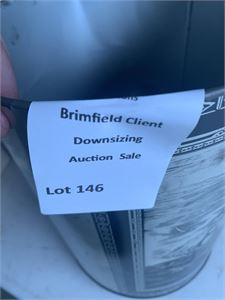 Brimfield Client
Downsizing
Auction Sale
Lot 146